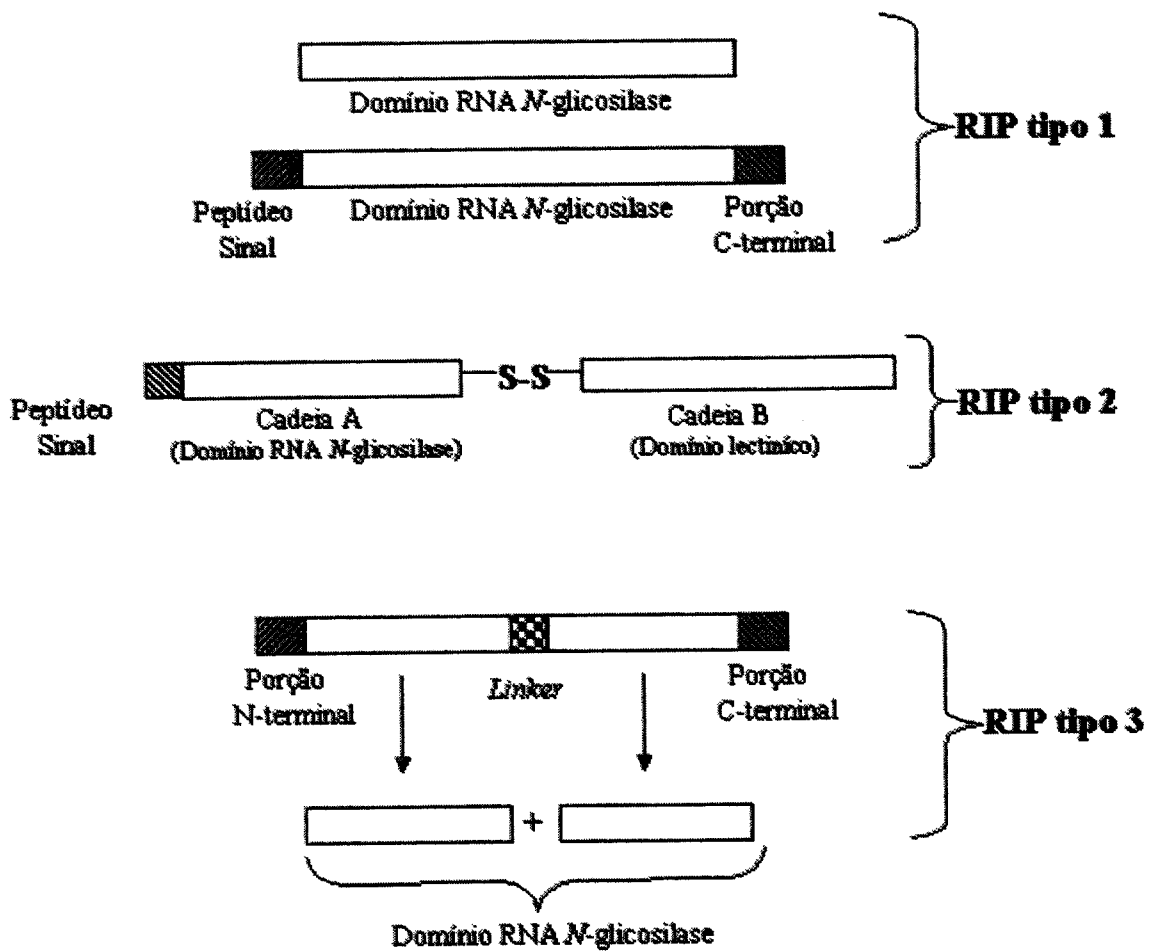 Domínio RNA N-glicosilase
RIP tipo 1
Peptídeo
Sinal
Domínio RNA N-glicosilase
Porção
C-terminal
S-S
RIP tipo 2
Peptídeo
Sinal
Cadeia A
(Domínio RNA N-glicosilase)
Cadeia B
(Domínio lectiníco)
Porção
N-terminal
Linker
Porção
C-terminal
RIP tipo 3
+
Domínio RNA N-glicosilase